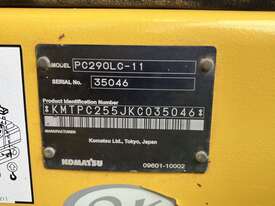 MODEL PC290LC-11
SERIAL NO. 35046
Product Identification Number
*KMTPC255JKC035046*
MANUFACTURER
Komatsu Ltd., Tokyo, Japan
KOMATSU
09601-10002